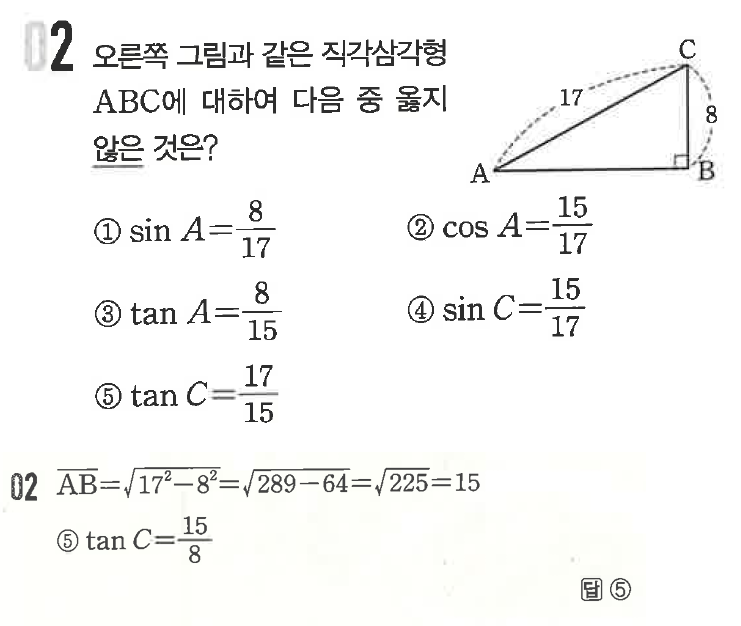 02 오른쪽 그림과 같은 직각삼각형
ABC에 대하여 다음 중 옳지
않은 것은?
C
17
8
A
B
① sin A=8/17 ② cos A=15/17
③ tan A=8/15 ④ sin C=15/17
⑤ tan C=17/15
02 AB=√(17²-8²)=√(289-64)=√225=15
⑤ tan C=15/8
답 ⑤